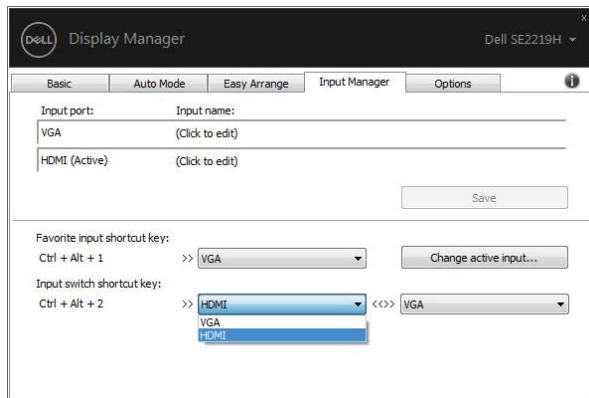 x
DELL Display Manager Dell SE2219H
Basic Auto Mode Easy Arrange Input Manager Options i
Input port: Input name:
VGA (Click to edit)
HDMI (Active) (Click to edit)
Save
Favorite input shortcut key:
Ctrl + Alt + 1 >> VGA Change active input...
Input switch shortcut key:
Ctrl + Alt + 2 >> HDMI <<>> VGA
VGA
HDMI